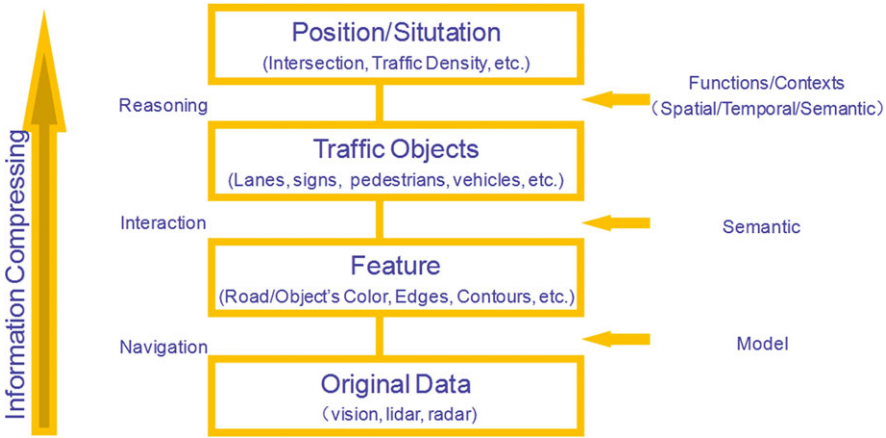 Position/Situtation
(Intersection, Traffic Density, etc.)
Reasoning
Functions/Contexts
（Spatial/Temporal/Semantic）
Traffic Objects
(Lanes, signs, pedestrians, vehicles, etc.)
Interaction
Semantic
Feature
(Road/Object's Color, Edges, Contours, etc.)
Navigation
Model
Original Data
（vision, lidar, radar)
Information Compressing